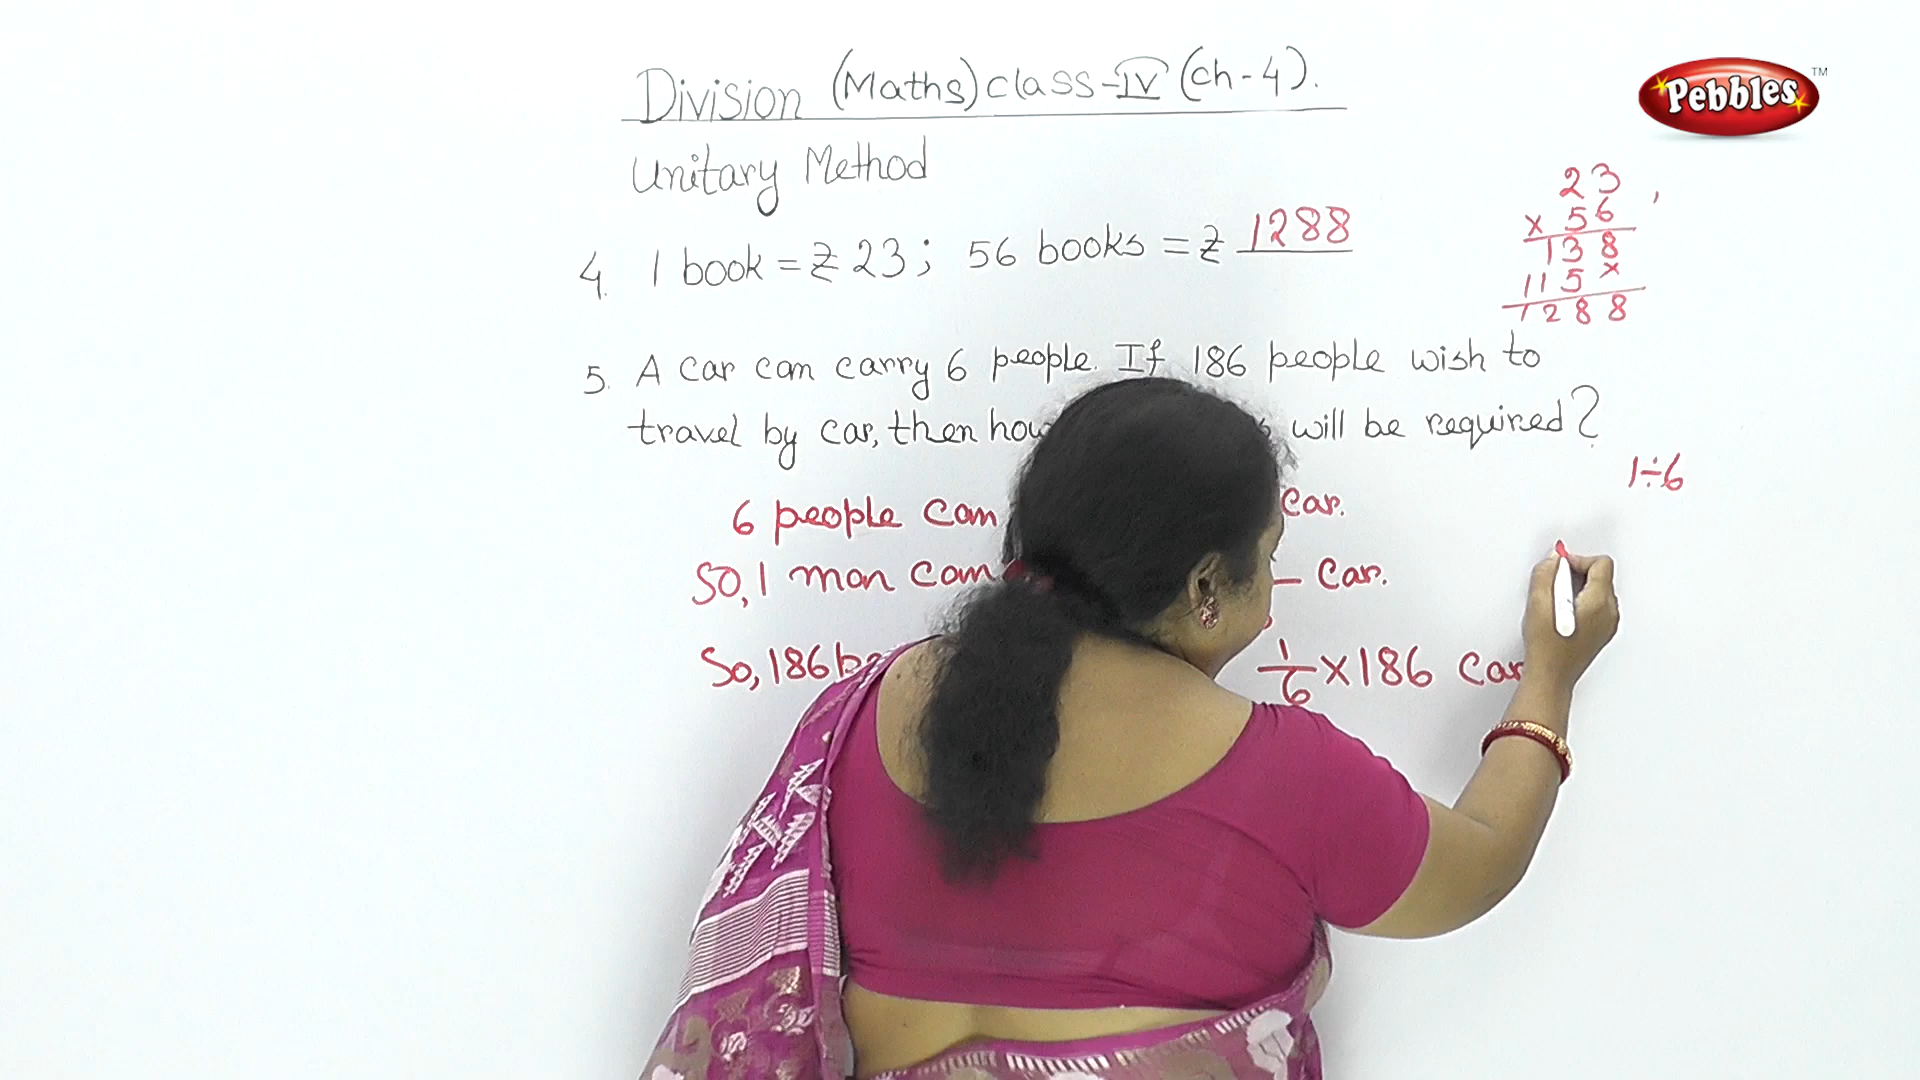 Division (Maths) class-IV (ch-4).
Pebbles TM
Unitary Method
4. 1 book = ₹ 23; 56 books = ₹ 1288
23
x 56
138
115x
1288
5. A car can carry 6 people. If 186 people wish to
travel by car, then how will be required?
1÷6
6 people can car.
So, 1 man can car.
So, 186 1/6 x 186 car